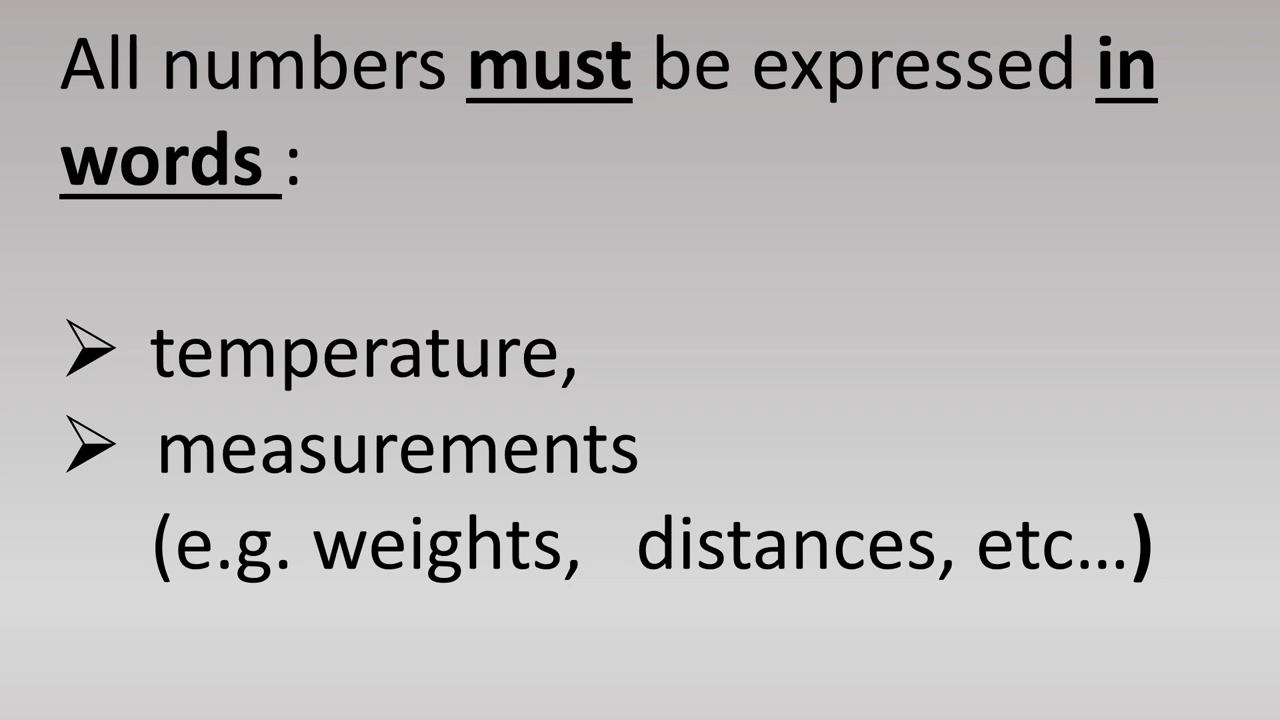 All numbers must be expressed in
words :
➢ temperature,
➢ measurements
(e.g. weights, distances, etc…)